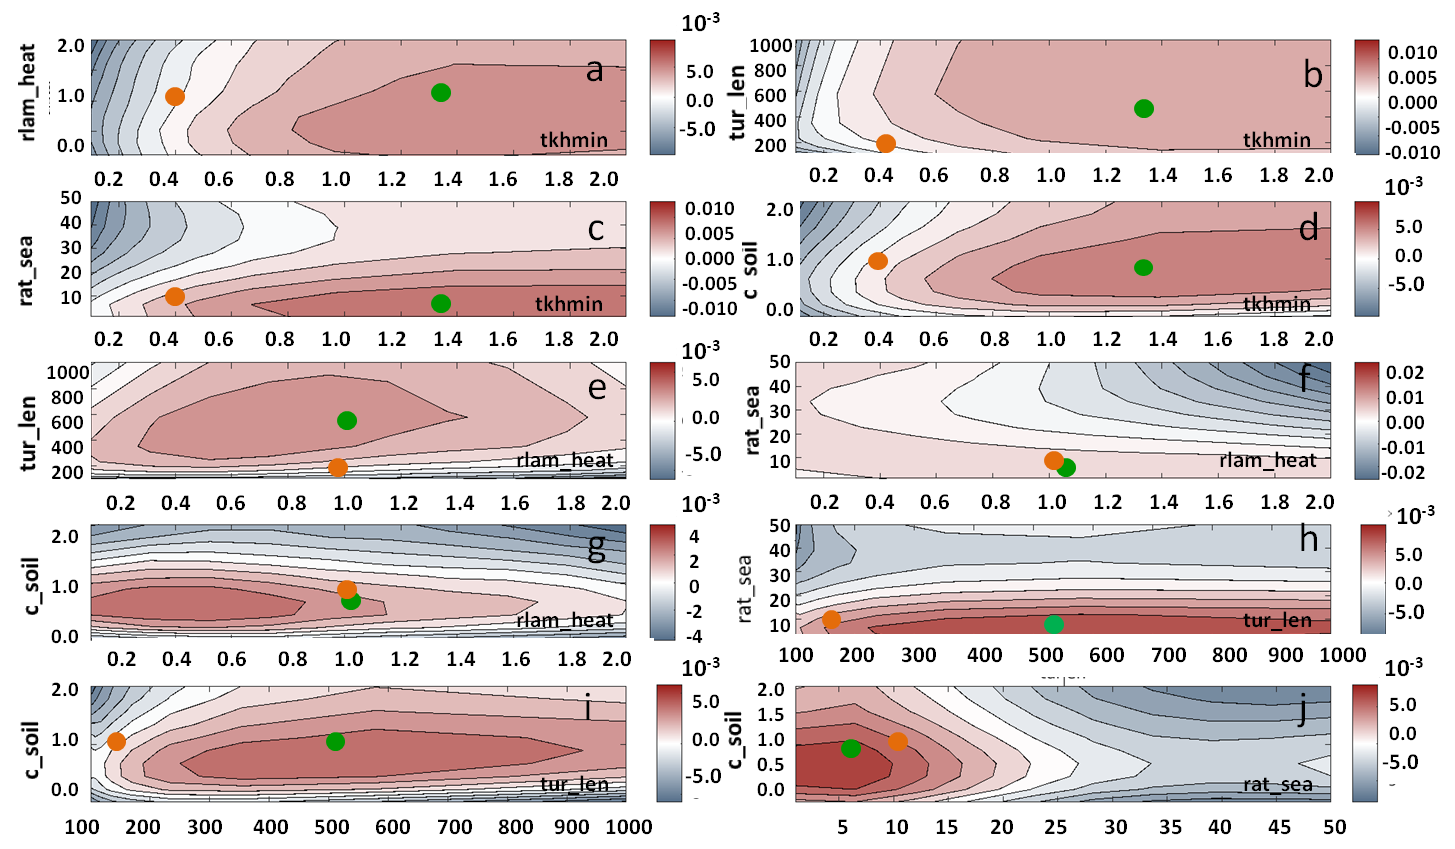 10-3
2.0
1.0
0.0
rlam_heat
a
tkhmin
5.0
0.0
-5.0
0.2 0.4 0.6 0.8 1.0 1.2 1.4 1.6 1.8 2.0
1000
800
600
400
200
tur_len
b
tkhmin
0.010
0.005
0.000
-0.005
-0.010
0.2 0.4 0.6 0.8 1.0 1.2 1.4 1.6 1.8 2.0
50
40
30
20
10
rat_sea
c
tkhmin
0.010
0.005
0.000
-0.005
-0.010
0.2 0.4 0.6 0.8 1.0 1.2 1.4 1.6 1.8 2.0
10-3
2.0
1.0
0.0
c_soil
d
tkhmin
5.0
0.0
-5.0
0.2 0.4 0.6 0.8 1.0 1.2 1.4 1.6 1.8 2.0
10-3
1000
800
600
400
200
tur_len
e
rlam_heat
5.0
0.0
-5.0
0.2 0.4 0.6 0.8 1.0 1.2 1.4 1.6 1.8 2.0
50
40
30
20
10
rat_sea
f
rlam_heat
0.02
0.01
0.00
-0.01
-0.02
0.2 0.4 0.6 0.8 1.0 1.2 1.4 1.6 1.8 2.0
10-3
2.0
1.0
0.0
c_soil
g
rlam_heat
4
2
0
-2
-4
0.2 0.4 0.6 0.8 1.0 1.2 1.4 1.6 1.8 2.0
10-3
50
40
30
20
10
rat_sea
h
tur_len
5.0
0.0
-5.0
100 200 300 400 500 600 700 800 900 1000
10-3
2.0
1.0
0.0
c_soil
i
tur_len
5.0
0.0
-5.0
100 200 300 400 500 600 700 800 900 1000
10-3
2.0
1.5
1.0
0.5
0.0
c_soil
j
rat_sea
5.0
0.0
-5.0
5 10 15 20 25 30 35 40 45 50